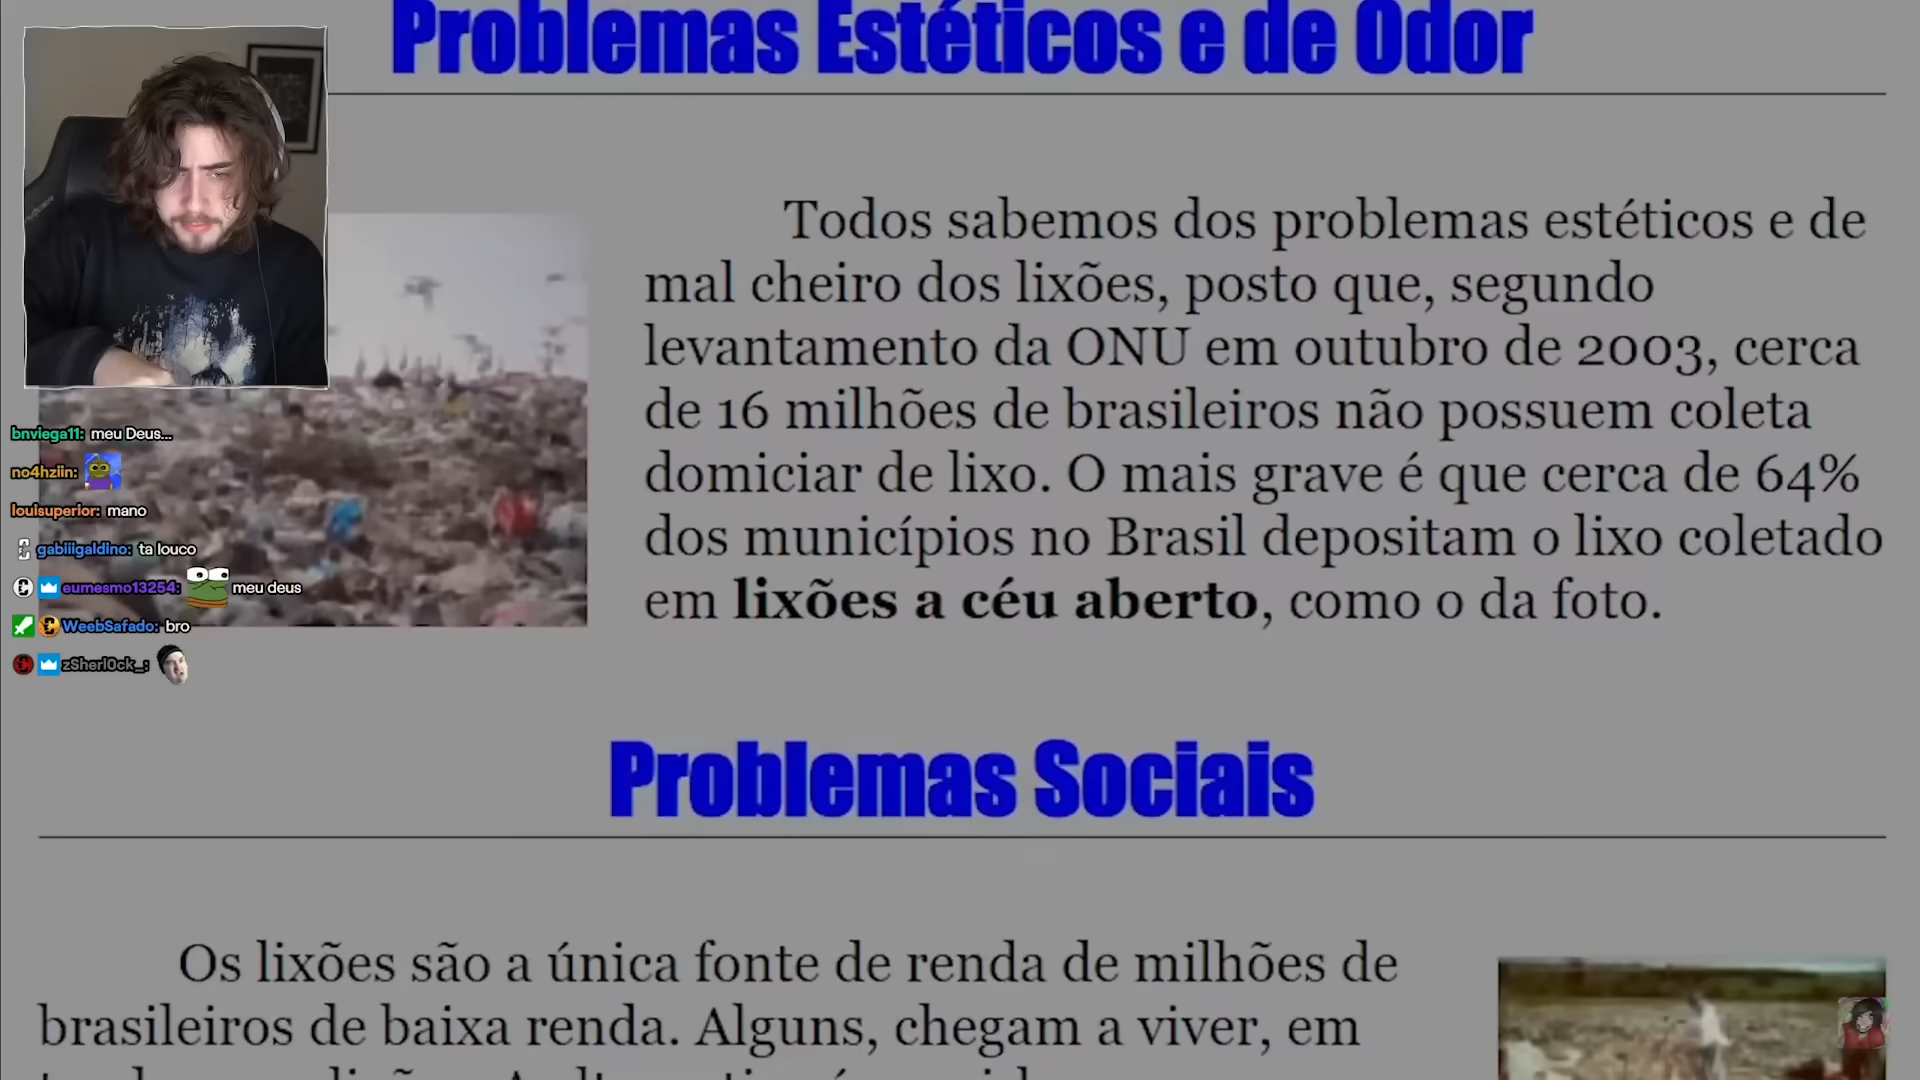 Problemas Estéticos e de Odor
Todos sabemos dos problemas estéticos e de
mal cheiro dos lixões, posto que, segundo
levantamento da ONU em outubro de 2003, cerca
de 16 milhões de brasileiros não possuem coleta
domiciar de lixo. O mais grave é que cerca de 64%
dos municípios no Brasil depositam o lixo coletado
em lixões a céu aberto, como o da foto.
bnviega11: meu Deus...
no4hziin:
louisuperior: mano
gabiiigaldino: ta louco
eumesmo13254: meu deus
WeebSafado: bro
zSherl0ck_:
Problemas Sociais
Os lixões são a única fonte de renda de milhões de
brasileiros de baixa renda. Alguns, chegam a viver, em